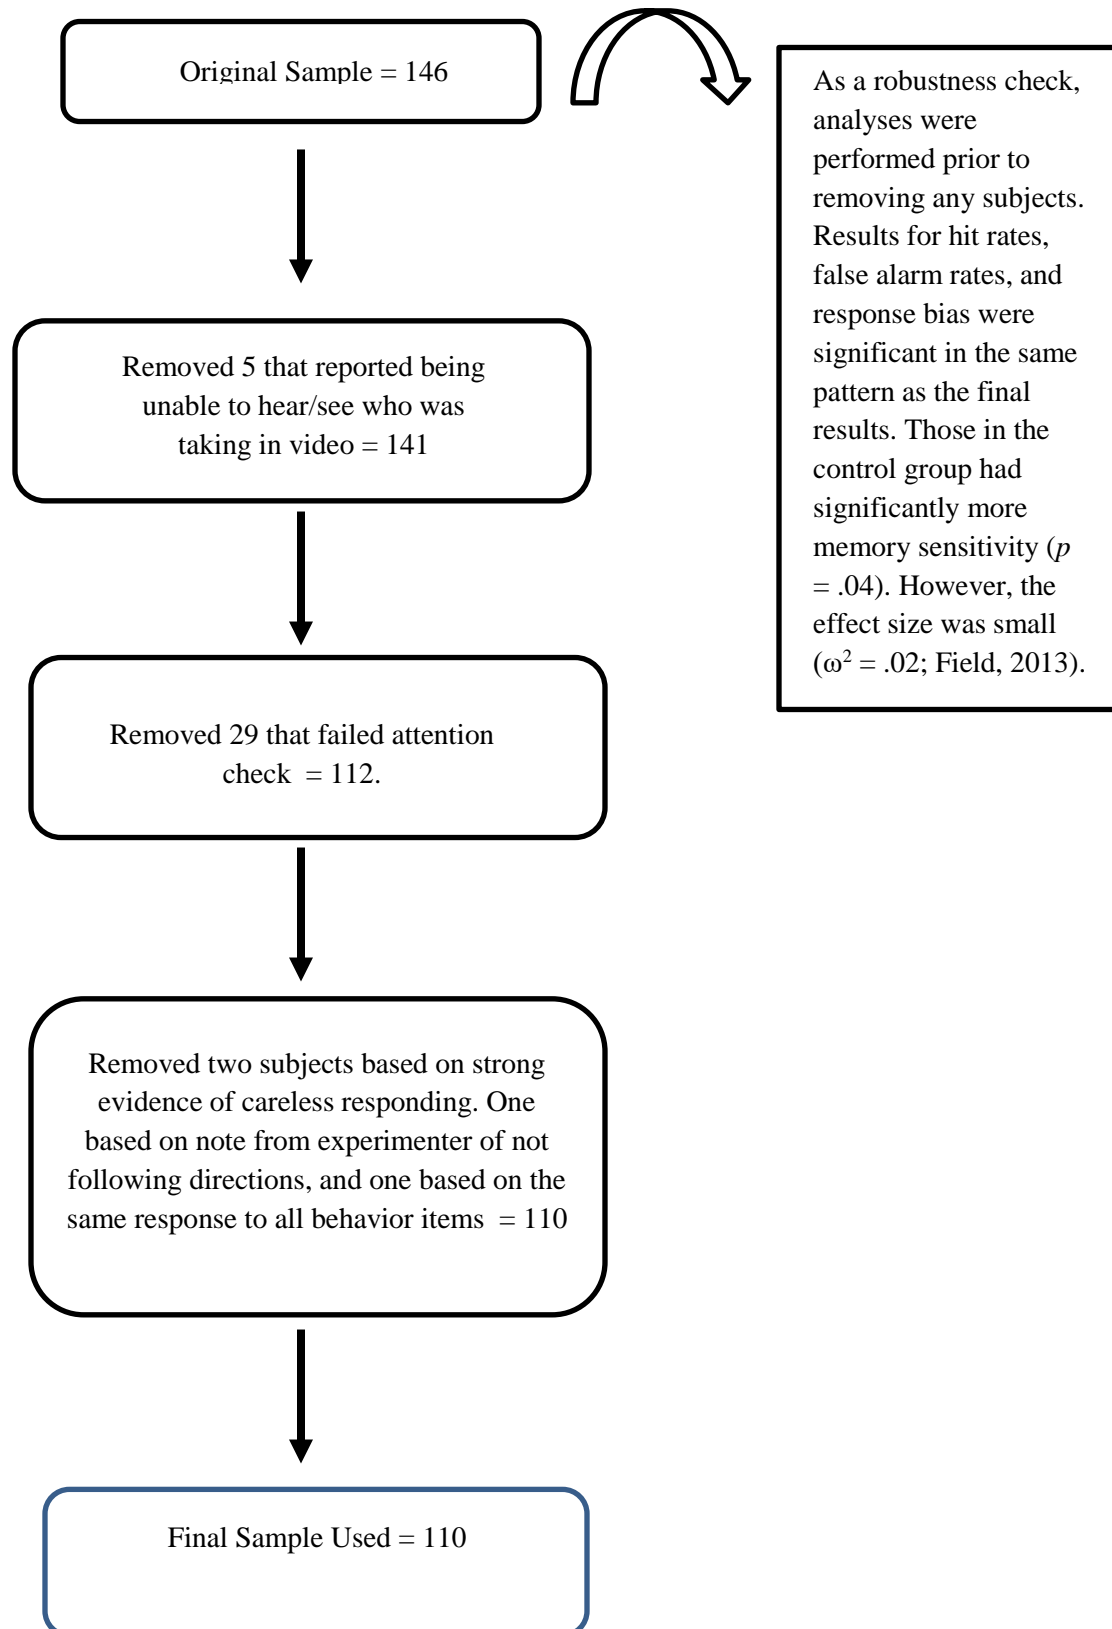 Original Sample = 146
As a robustness check,
analyses were
performed prior to
removing any subjects.
Results for hit rates,
false alarm rates, and
response bias were
significant in the same
pattern as the final
results. Those in the
control group had
significantly more
memory sensitivity (p
= .04). However, the
effect size was small
(ω² = .02; Field, 2013).
Removed 5 that reported being
unable to hear/see who was
taking in video = 141
Removed 29 that failed attention
check = 112.
Removed two subjects based on strong
evidence of careless responding. One
based on note from experimenter of not
following directions, and one based on the
same response to all behavior items = 110
Final Sample Used = 110